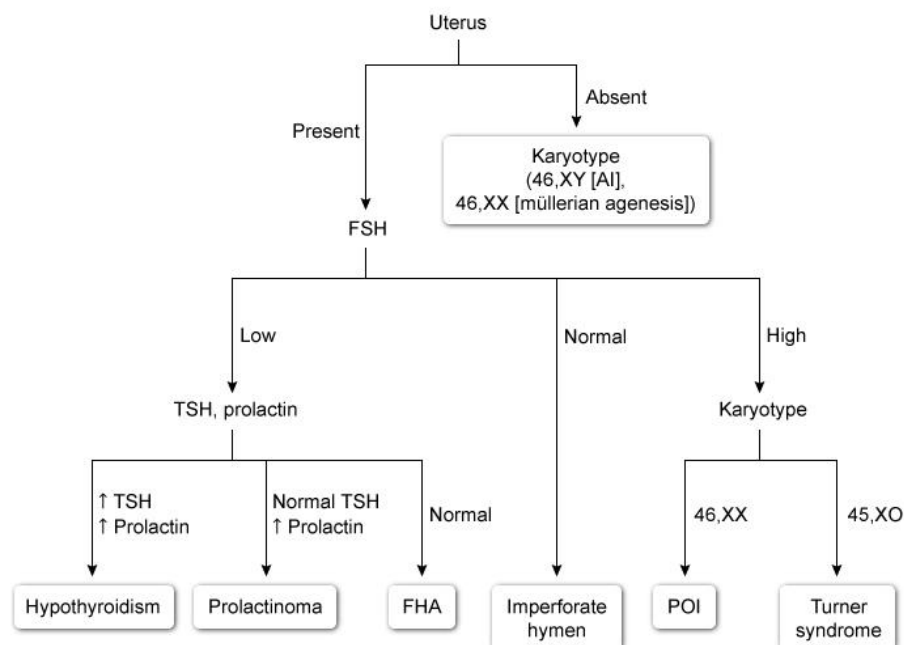 Uterus
Absent
Present
Karyotype
(46,XY [AI],
46,XX [müllerian agenesis])
FSH
Low
Normal
High
TSH, prolactin
Karyotype
↑ TSH
↑ Prolactin
Normal TSH
↑ Prolactin
Normal
46,XX
45,XO
Hypothyroidism
Prolactinoma
FHA
Imperforate
hymen
POI
Turner
syndrome